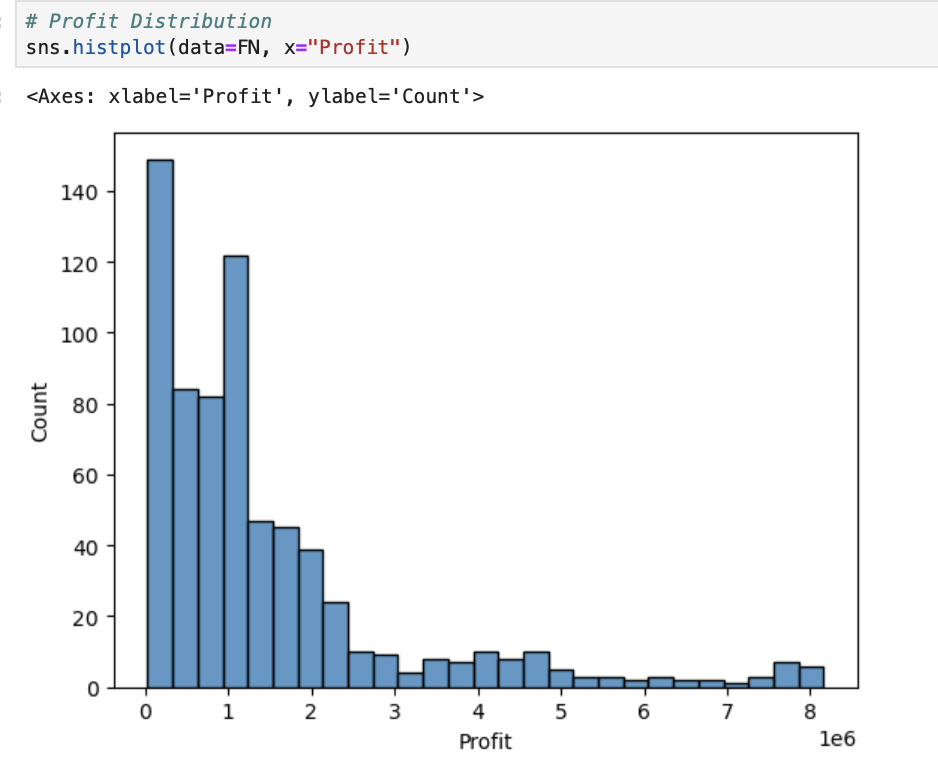 # Profit Distribution
sns.histplot(data=FN, x="Profit")
<Axes: xlabel='Profit', ylabel='Count'>
140
120
100
80
60
40
20
0
Count
0 1 2 3 4 5 6 7 8
1e6
Profit